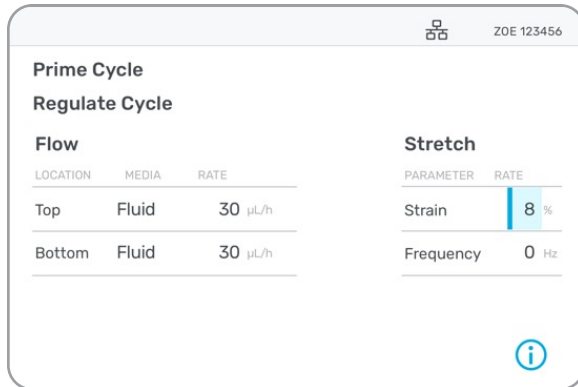 ZOE 123456
Prime Cycle
Regulate Cycle
Flow
LOCATION MEDIA RATE
Top Fluid 30 µL/h
Bottom Fluid 30 µL/h
Stretch
PARAMETER RATE
Strain 8 %
Frequency 0 Hz